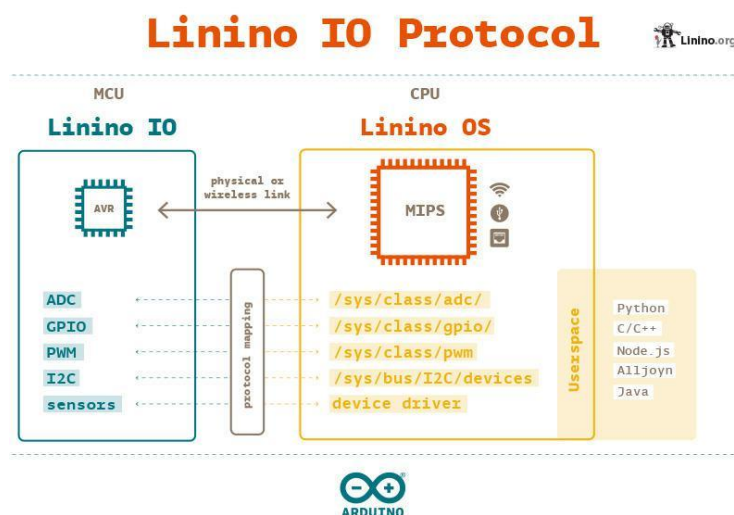 Linino IO Protocol
Linino.org
MCU
CPU
Linino IO
Linino OS
physical or
wireless link
AVR
MIPS
ADC
GPIO
PWM
I2C
sensors
protocol mapping
/sys/class/adc/
/sys/class/gpio/
/sys/class/pwm
/sys/bus/I2C/devices
device driver
Userspace
Python
C/C++
Node.js
Alljoyn
Java
ARDUINO